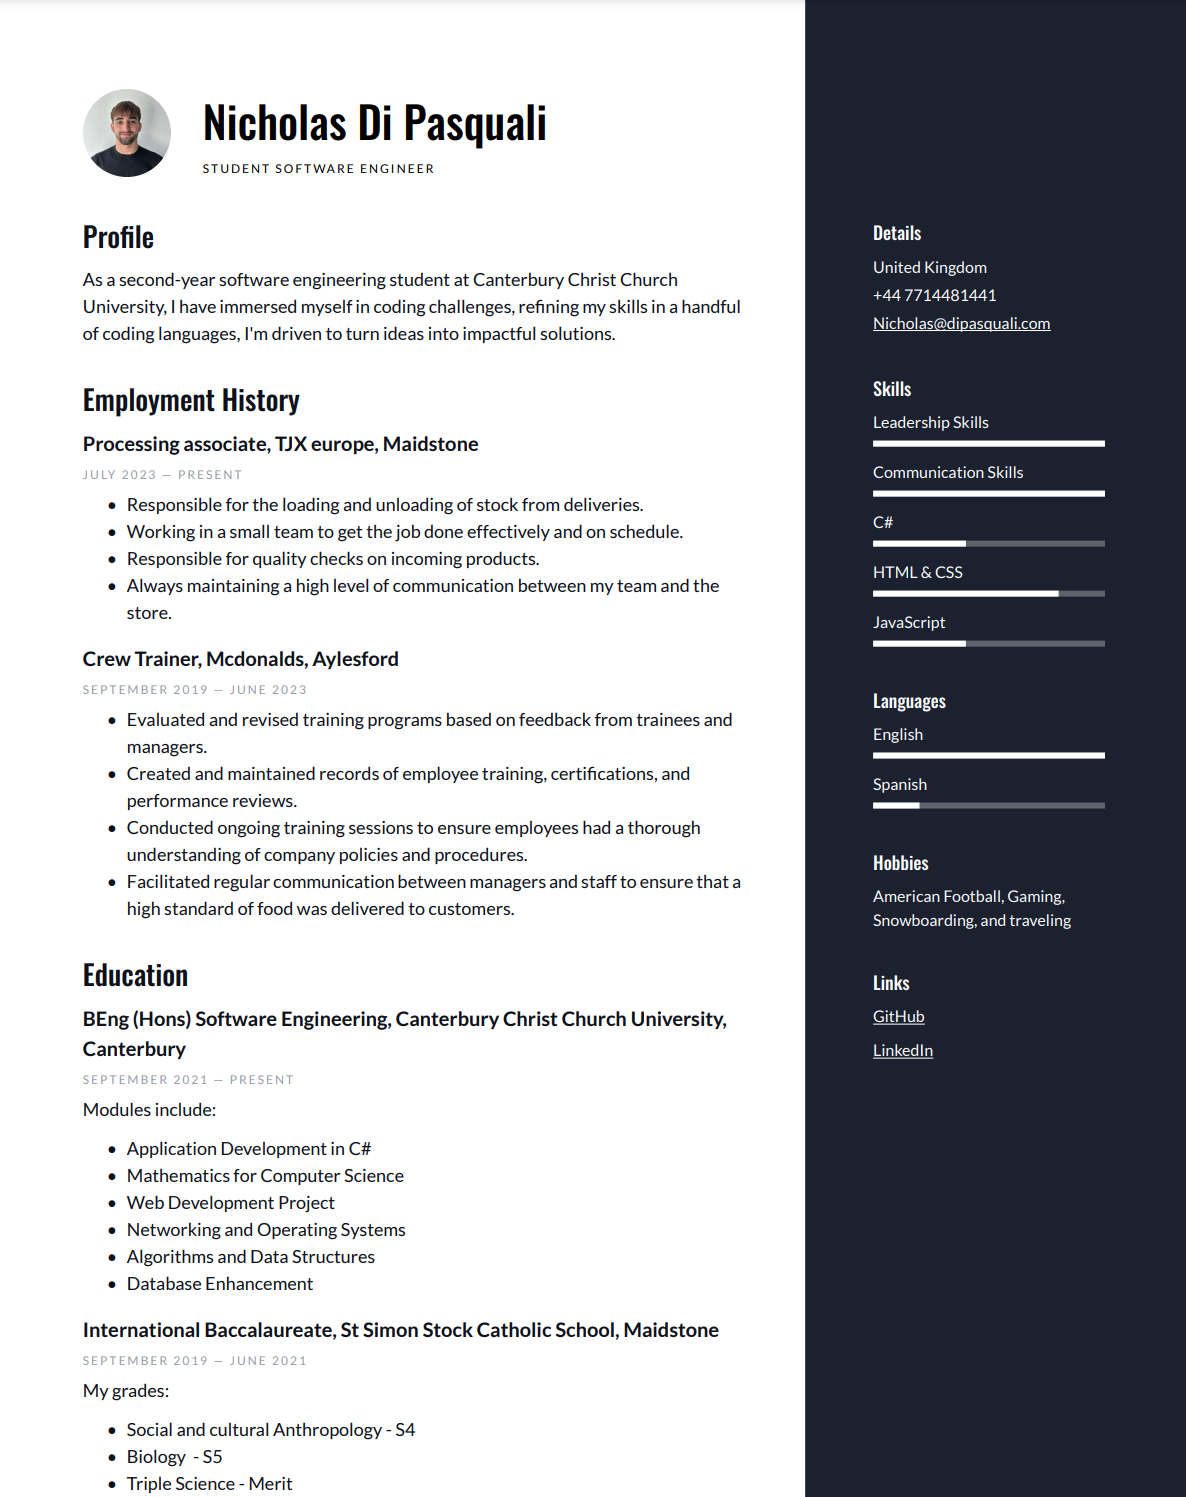 Nicholas Di Pasquali
STUDENT SOFTWARE ENGINEER
Profile
As a second-year software engineering student at Canterbury Christ Church
University, I have immersed myself in coding challenges, refining my skills in a handful
of coding languages, I'm driven to turn ideas into impactful solutions.
Employment History
Processing associate, TJX europe, Maidstone
JULY 2023 — PRESENT
• Responsible for the loading and unloading of stock from deliveries.
• Working in a small team to get the job done effectively and on schedule.
• Responsible for quality checks on incoming products.
• Always maintaining a high level of communication between my team and the
store.
Crew Trainer, Mcdonalds, Aylesford
SEPTEMBER 2019 — JUNE 2023
• Evaluated and revised training programs based on feedback from trainees and
managers.
• Created and maintained records of employee training, certifications, and
performance reviews.
• Conducted ongoing training sessions to ensure employees had a thorough
understanding of company policies and procedures.
• Facilitated regular communication between managers and staff to ensure that a
high standard of food was delivered to customers.
Education
BEng (Hons) Software Engineering, Canterbury Christ Church University,
Canterbury
SEPTEMBER 2021 — PRESENT
Modules include:
• Application Development in C#
• Mathematics for Computer Science
• Web Development Project
• Networking and Operating Systems
• Algorithms and Data Structures
• Database Enhancement
International Baccalaureate, St Simon Stock Catholic School, Maidstone
SEPTEMBER 2019 — JUNE 2021
My grades:
• Social and cultural Anthropology - S4
• Biology - S5
• Triple Science - Merit
Details
United Kingdom
+44 7714481441
Nicholas@dipasquali.com
Skills
Leadership Skills
Communication Skills
C#
HTML & CSS
JavaScript
Languages
English
Spanish
Hobbies
American Football, Gaming,
Snowboarding, and traveling
Links
GitHub
LinkedIn